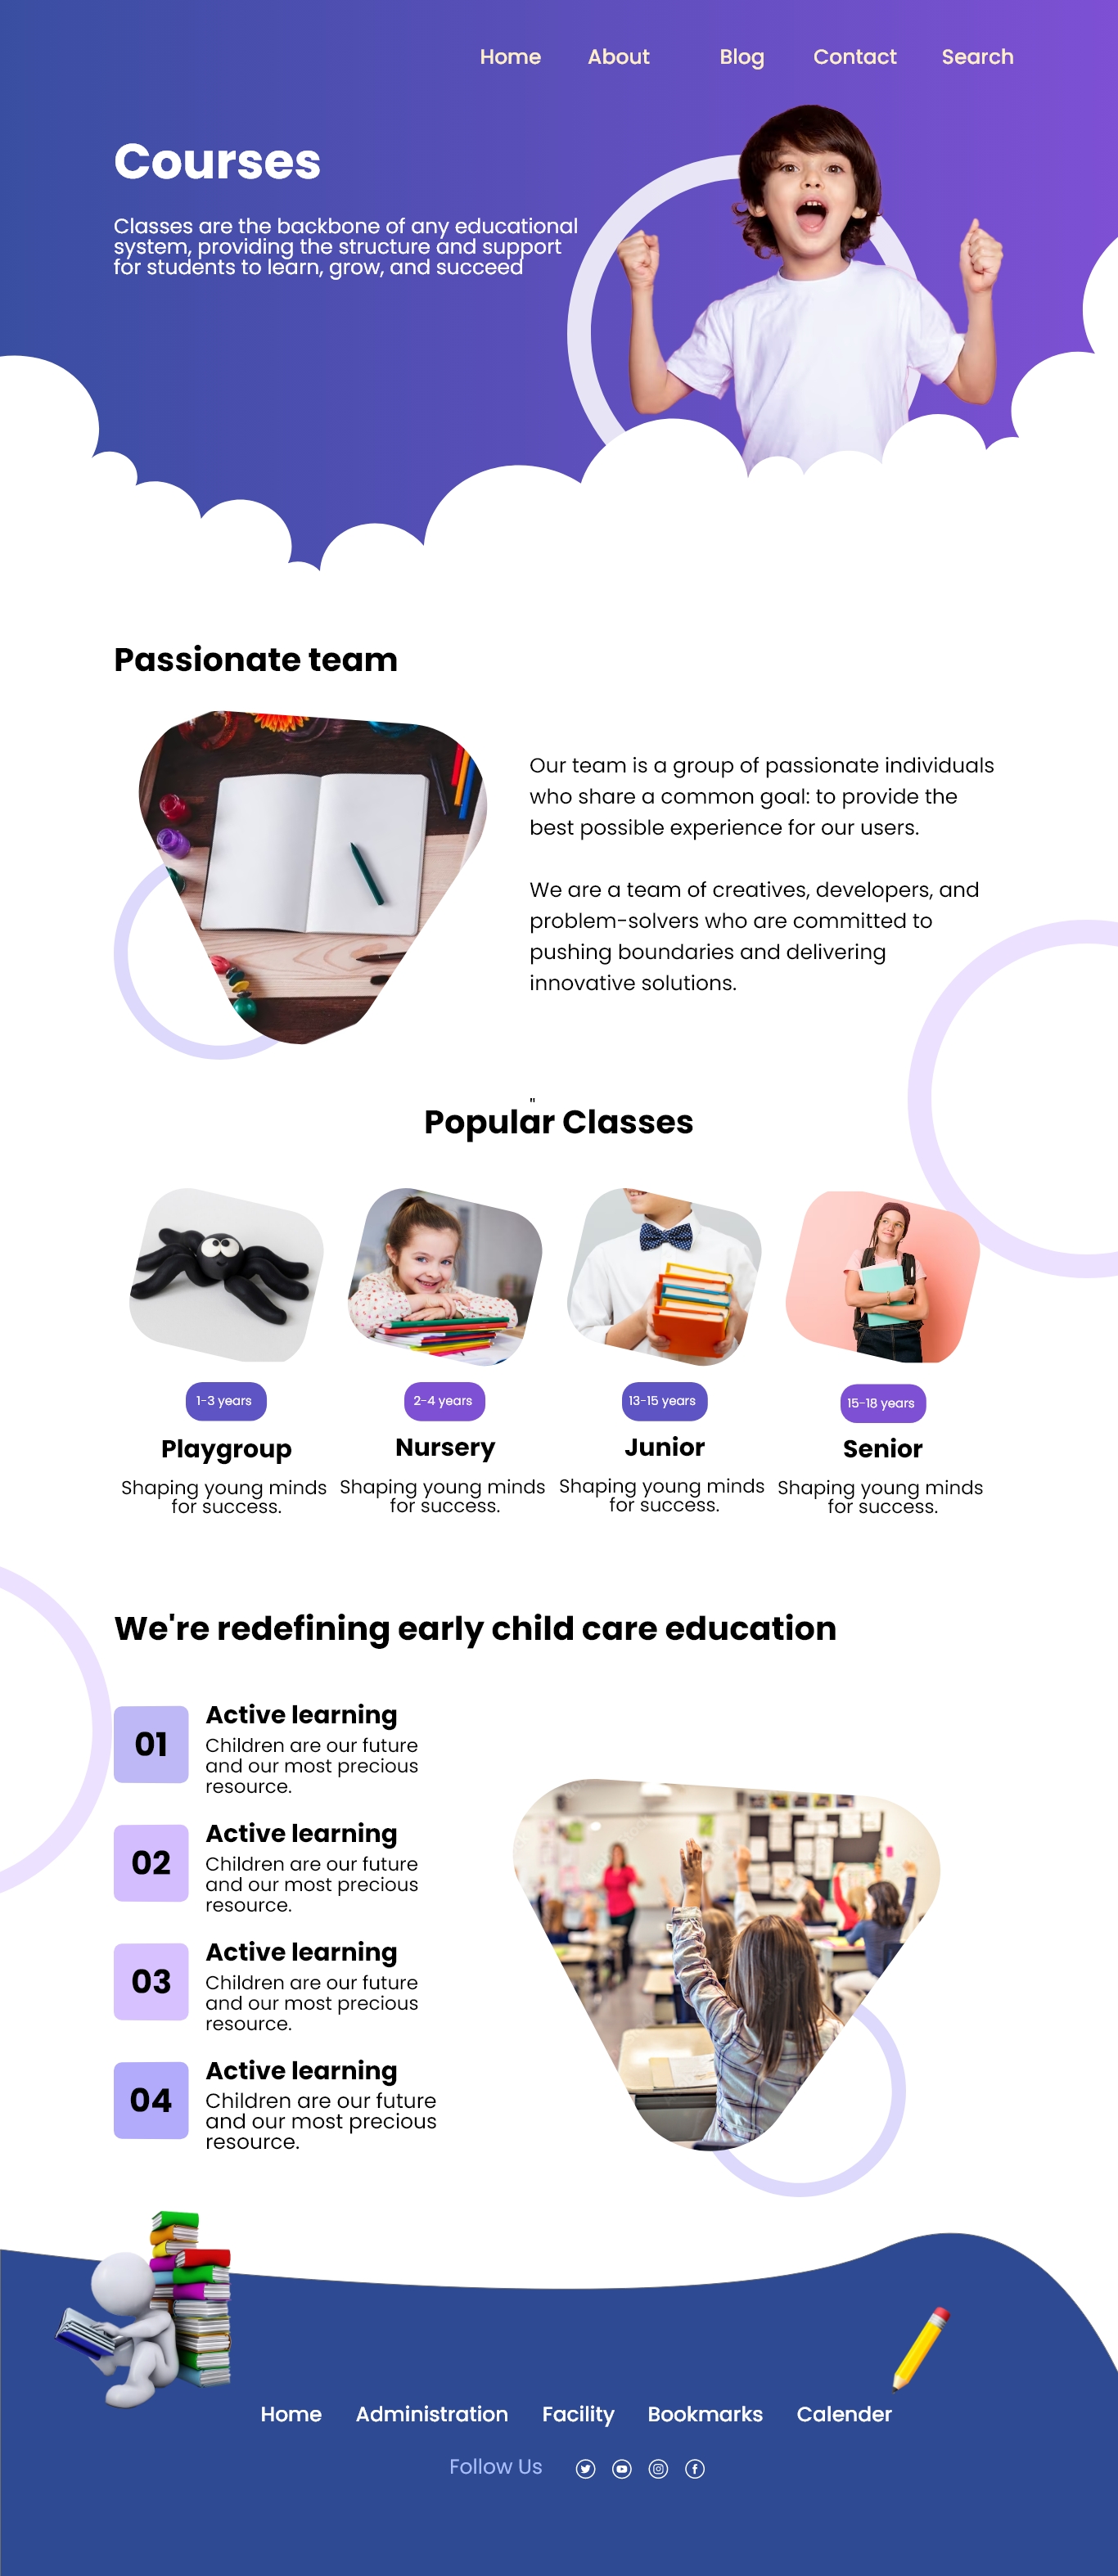 Home About Blog Contact Search
Courses
Classes are the backbone of any educational
system, providing the structure and support
for students to learn, grow, and succeed
Passionate team
Our team is a group of passionate individuals
who share a common goal: to provide the
best possible experience for our users.
We are a team of creatives, developers, and
problem-solvers who are committed to
pushing boundaries and delivering
innovative solutions.
"
Popular Classes
1-3 years
Playgroup
Shaping young minds
for success.
2-4 years
Nursery
Shaping young minds
for success.
13-15 years
Junior
Shaping young minds
for success.
15-18 years
Senior
Shaping young minds
for success.
We're redefining early child care education
01
Active learning
Children are our future
and our most precious
resource.
02
Active learning
Children are our future
and our most precious
resource.
03
Active learning
Children are our future
and our most precious
resource.
04
Active learning
Children are our future
and our most precious
resource.
Home Administration Facility Bookmarks Calender
Follow Us